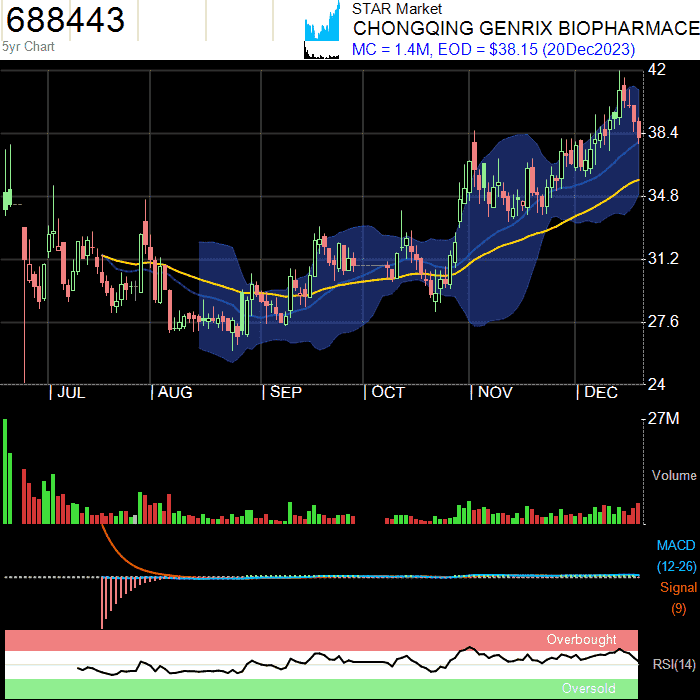 688443
STAR Market
CHONGQING GENRIX BIOPHARMACE
5yr Chart
MC = 1.4M, EOD = $38.15 (20Dec2023)
42
38.4
34.8
31.2
27.6
24
| JUL | AUG | SEP | OCT | NOV | DEC
27M
Volume
MACD
(12-26)
Signal
(9)
Overbought
RSI(14)
Oversold